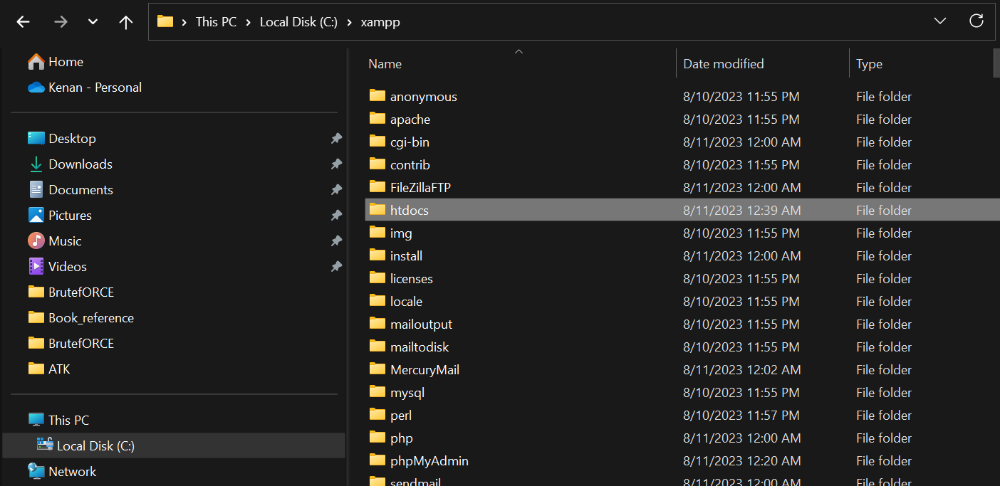 This PC > Local Disk (C:) > xampp
Home
Kenan - Personal
Desktop
Downloads
Documents
Pictures
Music
Videos
BrutefORCE
Book_reference
BrutefORCE
ATK
This PC
Local Disk (C:)
Network
Name Date modified Type
anonymous 8/10/2023 11:55 PM File folder
apache 8/10/2023 11:55 PM File folder
cgi-bin 8/11/2023 12:00 AM File folder
contrib 8/10/2023 11:55 PM File folder
FileZillaFTP 8/11/2023 12:00 AM File folder
htdocs 8/11/2023 12:39 AM File folder
img 8/10/2023 11:55 PM File folder
install 8/11/2023 12:00 AM File folder
licenses 8/10/2023 11:55 PM File folder
locale 8/10/2023 11:55 PM File folder
mailoutput 8/10/2023 11:55 PM File folder
mailtodisk 8/10/2023 11:55 PM File folder
MercuryMail 8/11/2023 12:02 AM File folder
mysql 8/10/2023 11:55 PM File folder
perl 8/10/2023 11:57 PM File folder
php 8/11/2023 12:00 AM File folder
phpMyAdmin 8/11/2023 12:20 AM File folder
sendmail 8/11/2023 12:00 AM File folder